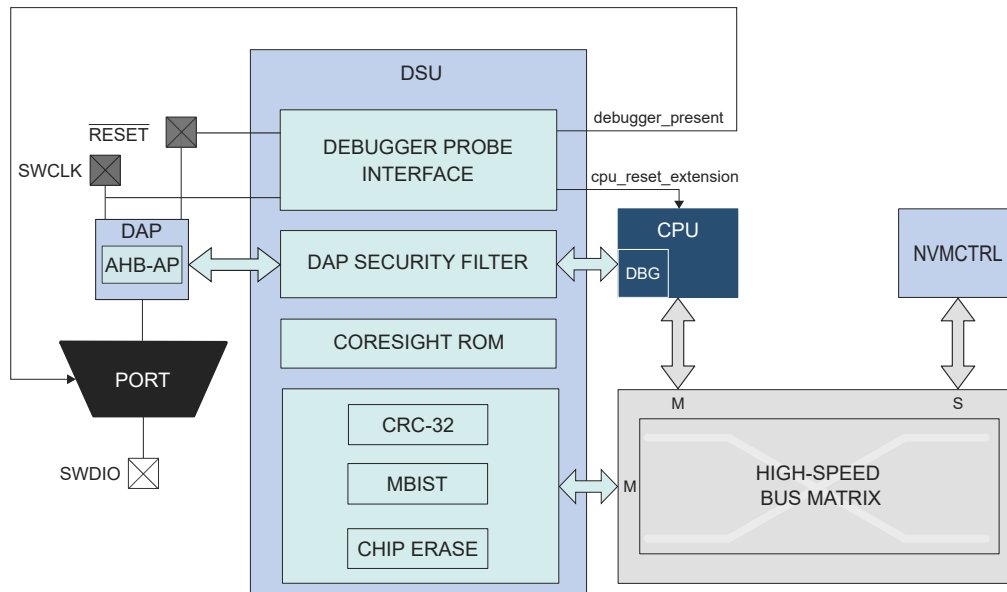 DSU
debugger_present
RESET
DEBUGGER PROBE
INTERFACE
SWCLK
cpu_reset_extension
DAP
CPU
AHB-AP
DAP SECURITY FILTER
DBG
NVMCTRL
CORESIGHT ROM
PORT
M
S
CRC-32
SWDIO
MBIST
M
HIGH-SPEED
BUS MATRIX
CHIP ERASE